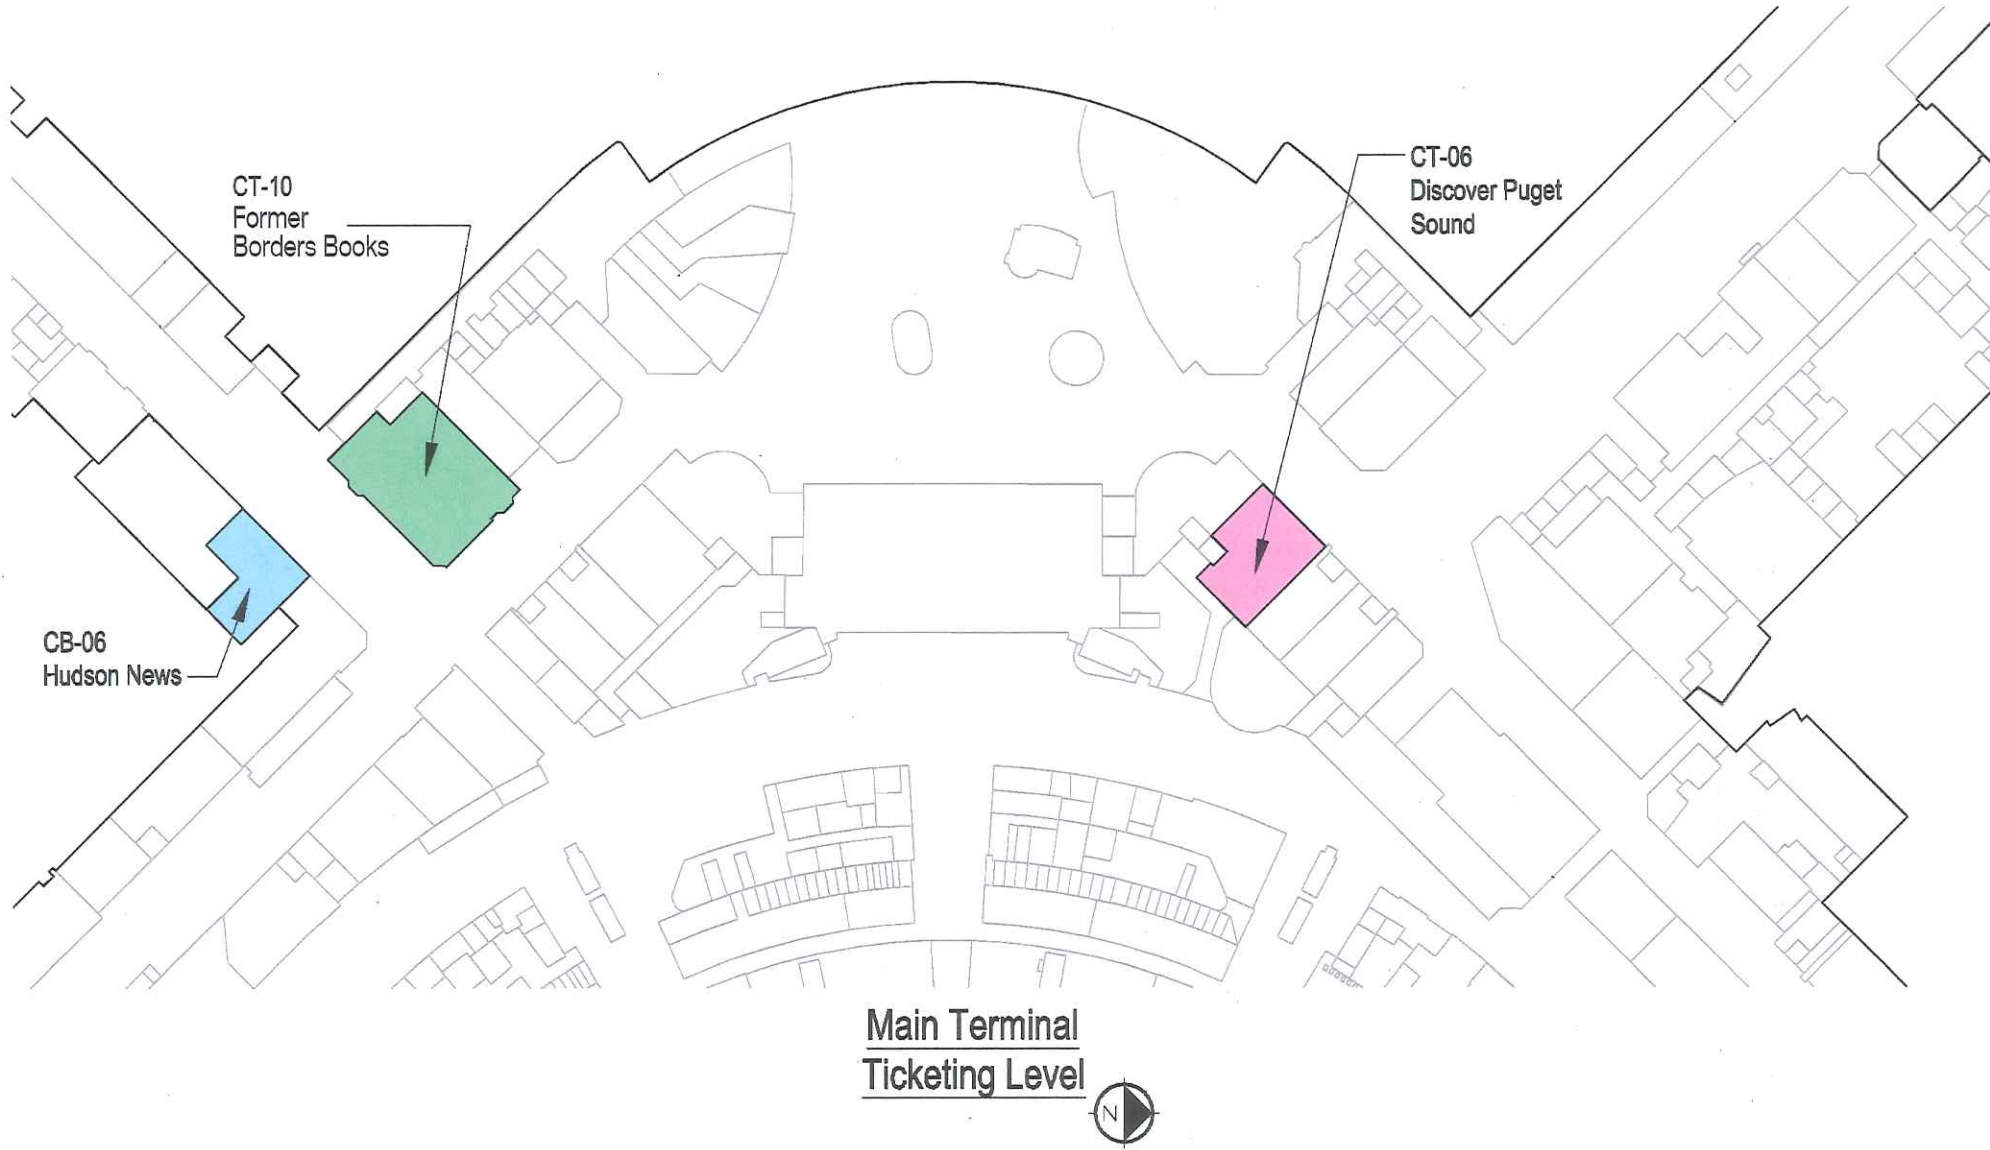 CT-10
Former
Borders Books
CT-06
Discover Puget
Sound
CB-06
Hudson News
Main Terminal
Ticketing Level
N